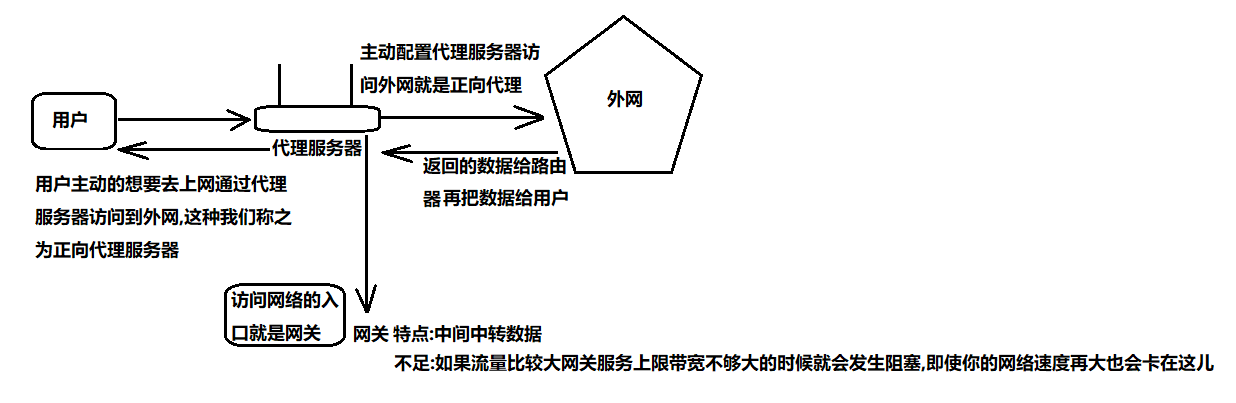 主动配置代理服务器访
问外网就是正向代理
外网
用户
代理服务器
返回的数据给路由
器再把数据给用户
用户主动的想要去上网通过代理
服务器访问到外网,这种我们称之
为正向代理服务器
访问网络的入
口就是网关
网关 特点:中间中转数据
不足:如果流量比较大网关服务上限带宽不够大的时候就会发生阻塞,即使你的网络速度再大也会卡在这儿